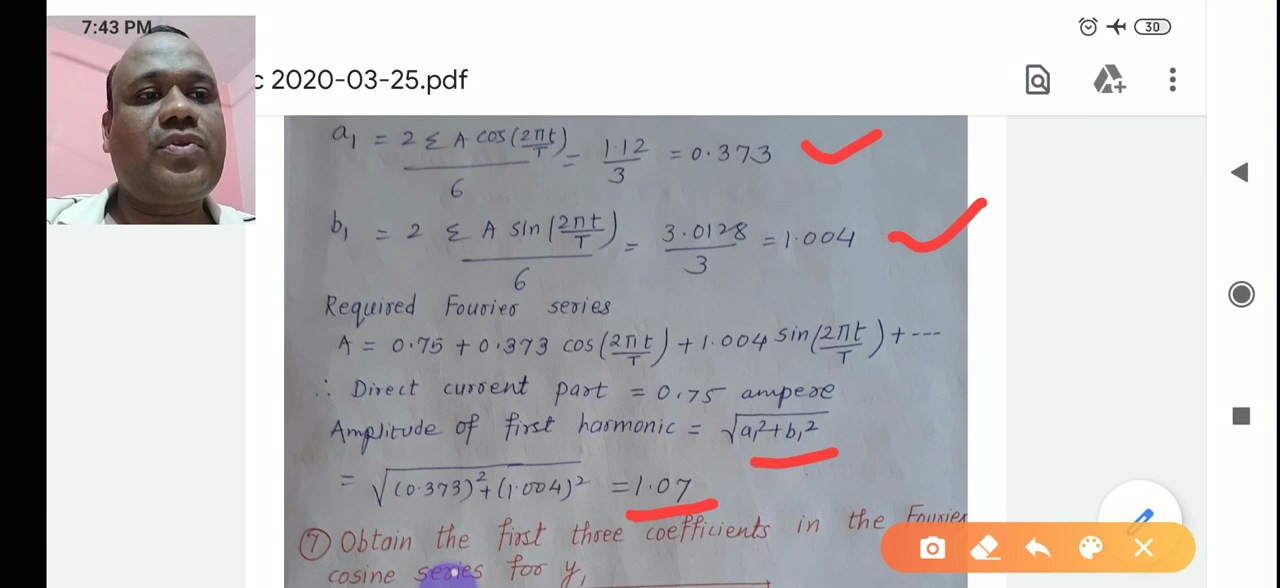 7:43 PM
30
c 2020-03-25.pdf
a₁ = 2 Σ A cos(2πt/T) / 6 = 1.12/3 = 0.373
b₁ = 2 Σ A sin(2πt/T) / 6 = 3.0128/3 = 1.004
Required Fourier series
A = 0.75 + 0.373 cos(2πt/T) + 1.004 sin(2πt/T) + ---
∴ Direct current part = 0.75 ampere
Amplitude of first harmonic = √(a₁²+b₁²)
= √((0.373)²+(1.004)²) = 1.07
⑦ Obtain the first three coefficients in the Fourier
cosine series for y,